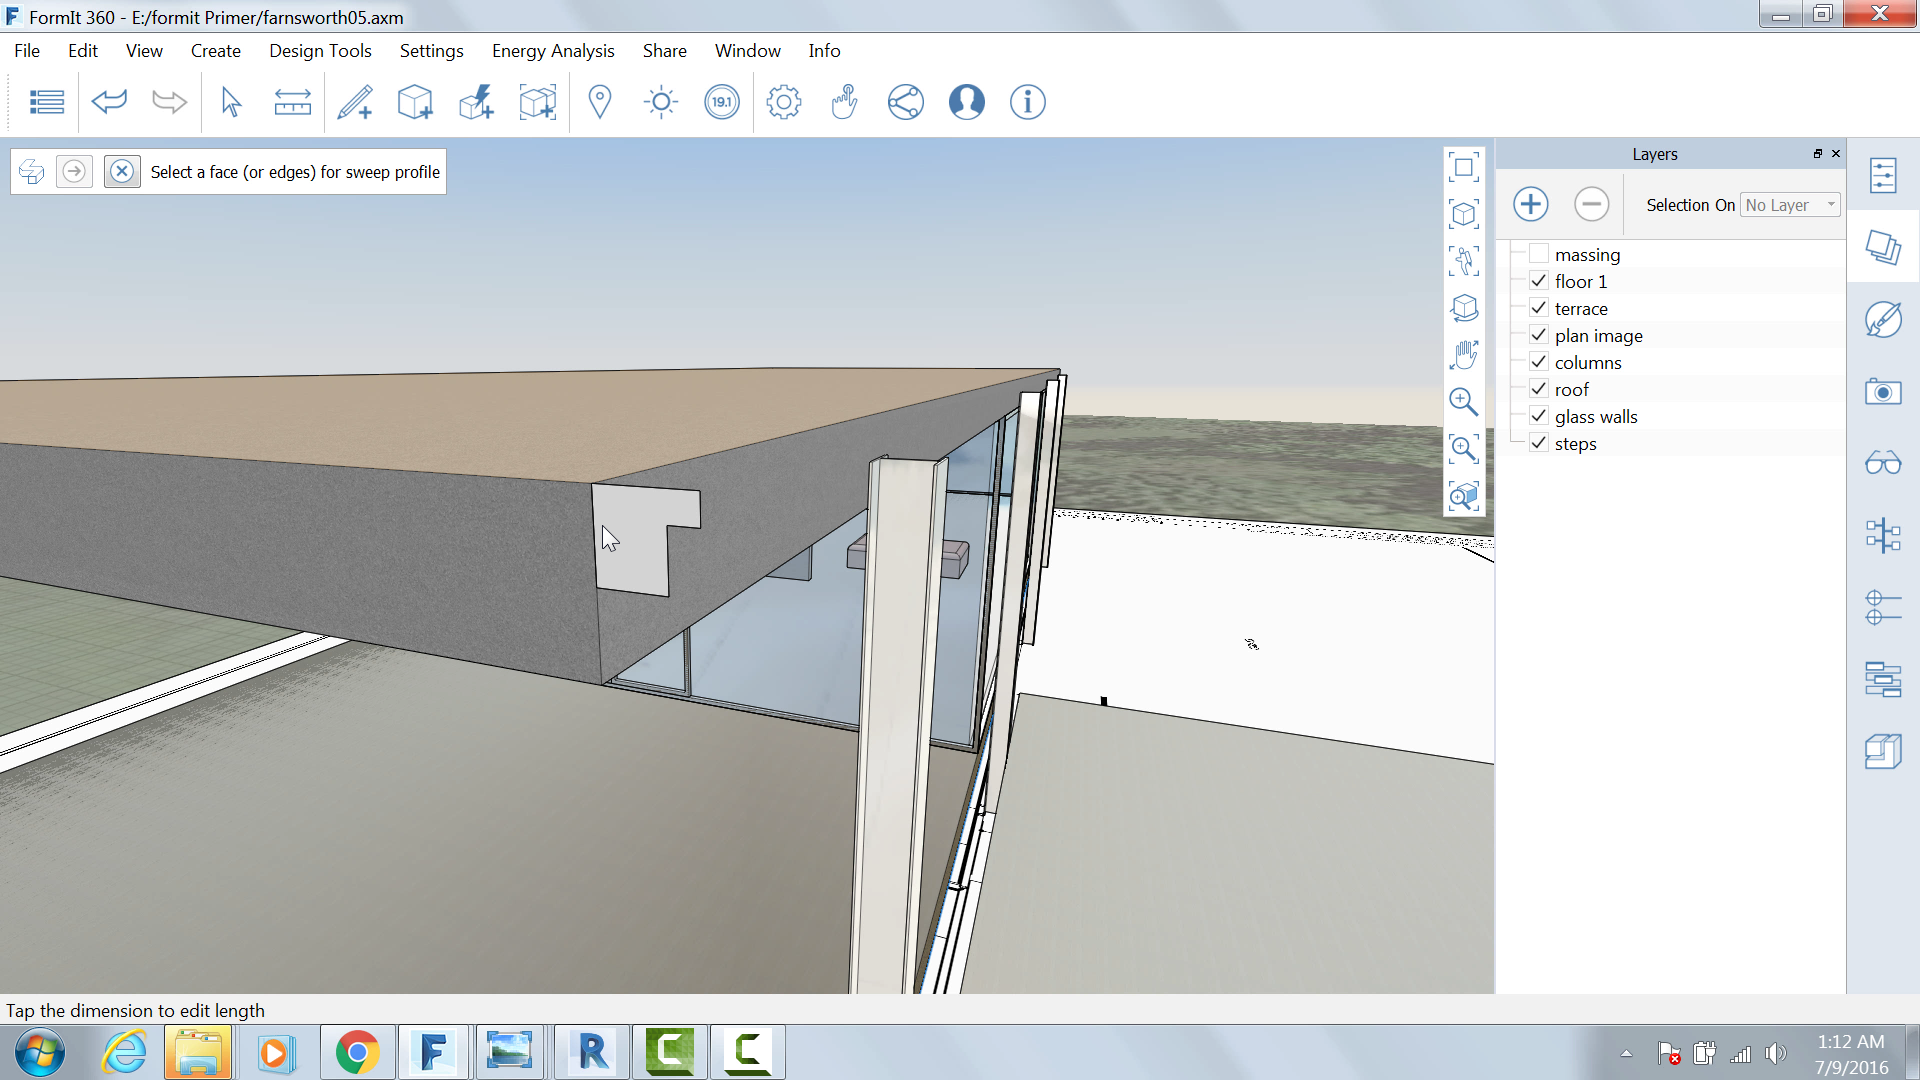 FormIt 360 - E:/formit Primer/farnsworth05.axm
File Edit View Create Design Tools Settings Energy Analysis Share Window Info
19.1
Select a face (or edges) for sweep profile
Layers
Selection On No Layer
massing
floor 1
terrace
plan image
columns
roof
glass walls
steps
Tap the dimension to edit length
1:12 AM
7/9/2016